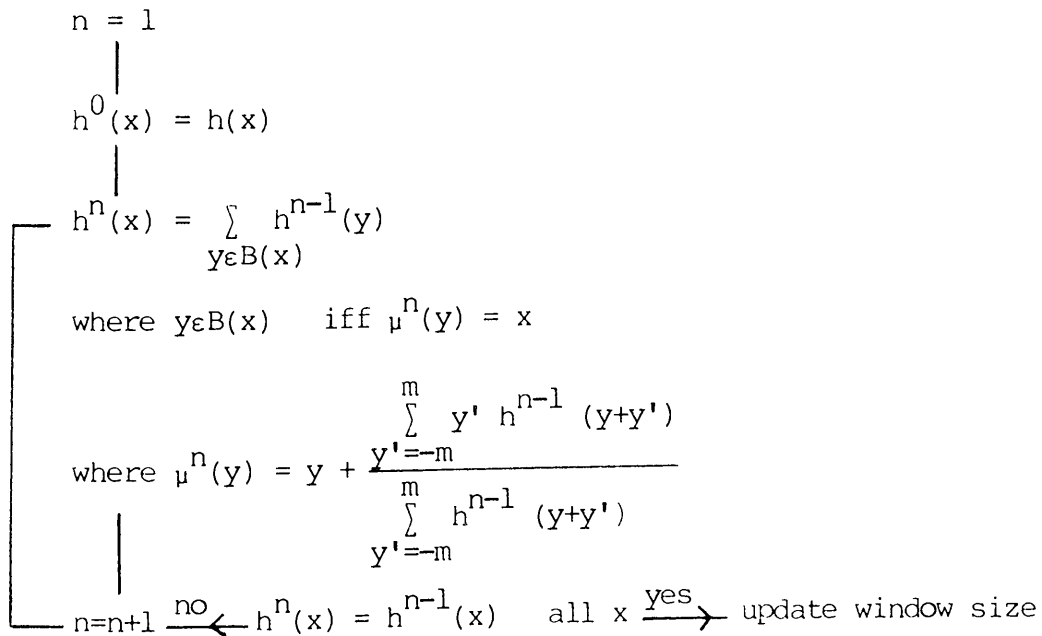 n = 1
h^0(x) = h(x)
h^n(x) = ∑ h^{n-1}(y)
yεB(x)
where yεB(x) iff μ^n(y) = x
m
∑ y' h^{n-1} (y+y')
y'=-m
where μ^n(y) = y +
m
∑ h^{n-1} (y+y')
y'=-m
n=n+1 no h^n(x) = h^{n-1}(x) all x yes update window size